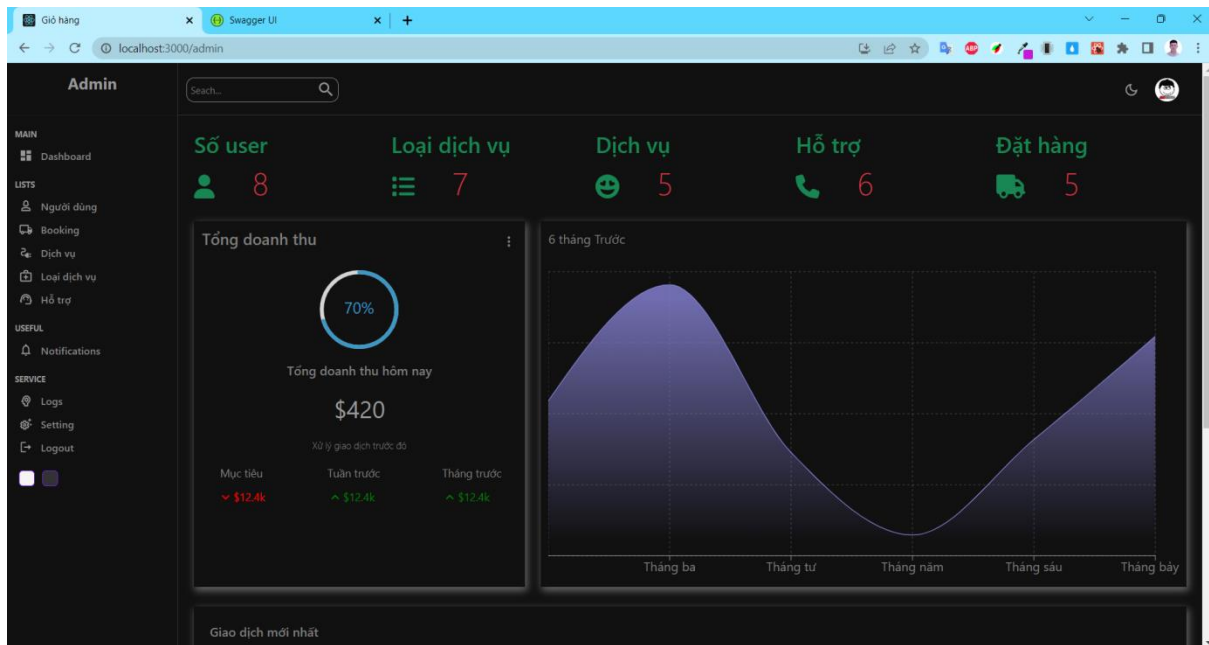 Giỏ hàng
Swagger UI
localhost:3000/admin
Admin
Seach...
MAIN
Dashboard
LISTS
Người dùng
Booking
Dịch vụ
Loại dịch vụ
Hỗ trợ
USEFUL
Notifications
SERVICE
Logs
Setting
Logout
Số user
8
Loại dịch vụ
7
Dịch vụ
5
Hỗ trợ
6
Đặt hàng
5
Tổng doanh thu
70%
Tổng doanh thu hôm nay
$420
Xử lý giao dịch trước đó
Mục tiêu Tuần trước Tháng trước
$12.4k $12.4k $12.4k
6 tháng Trước
Tháng ba Tháng tư Tháng năm Tháng sáu Tháng bảy
Giao dịch mới nhất